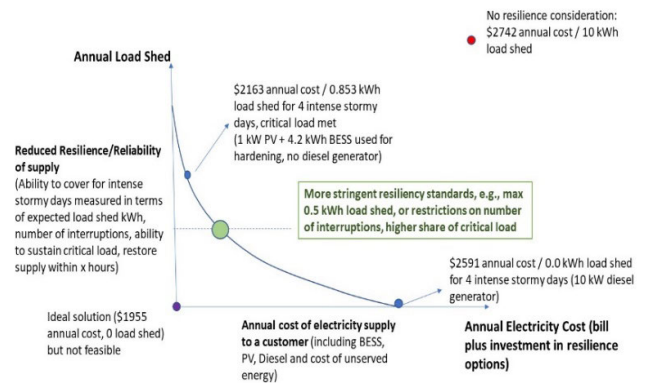 No resilience consideration:
$2742 annual cost / 10 kWh
load shed
Annual Load Shed
$2163 annual cost / 0.853 kWh
load shed for 4 intense stormy
days, critical load met
(1 kW PV + 4.2 kWh BESS used for
hardening, no diesel generator)
Reduced Resilience/Reliability
of supply
(Ability to cover for intense
stormy days measured in terms
of expected load shed kWh,
number of interruptions, ability
to sustain critical load, restore
supply within x hours)
More stringent resiliency standards, e.g., max
0.5 kWh load shed, or restrictions on number
of interruptions, higher share of critical load
$2591 annual cost / 0.0 kWh load shed
for 4 intense stormy days (10 kW diesel
generator)
Ideal solution ($1955
annual cost, 0 load shed)
but not feasible
Annual cost of electricity supply
to a customer (including BESS,
PV, Diesel and cost of unserved
energy)
Annual Electricity Cost (bill
plus investment in resilience
options)